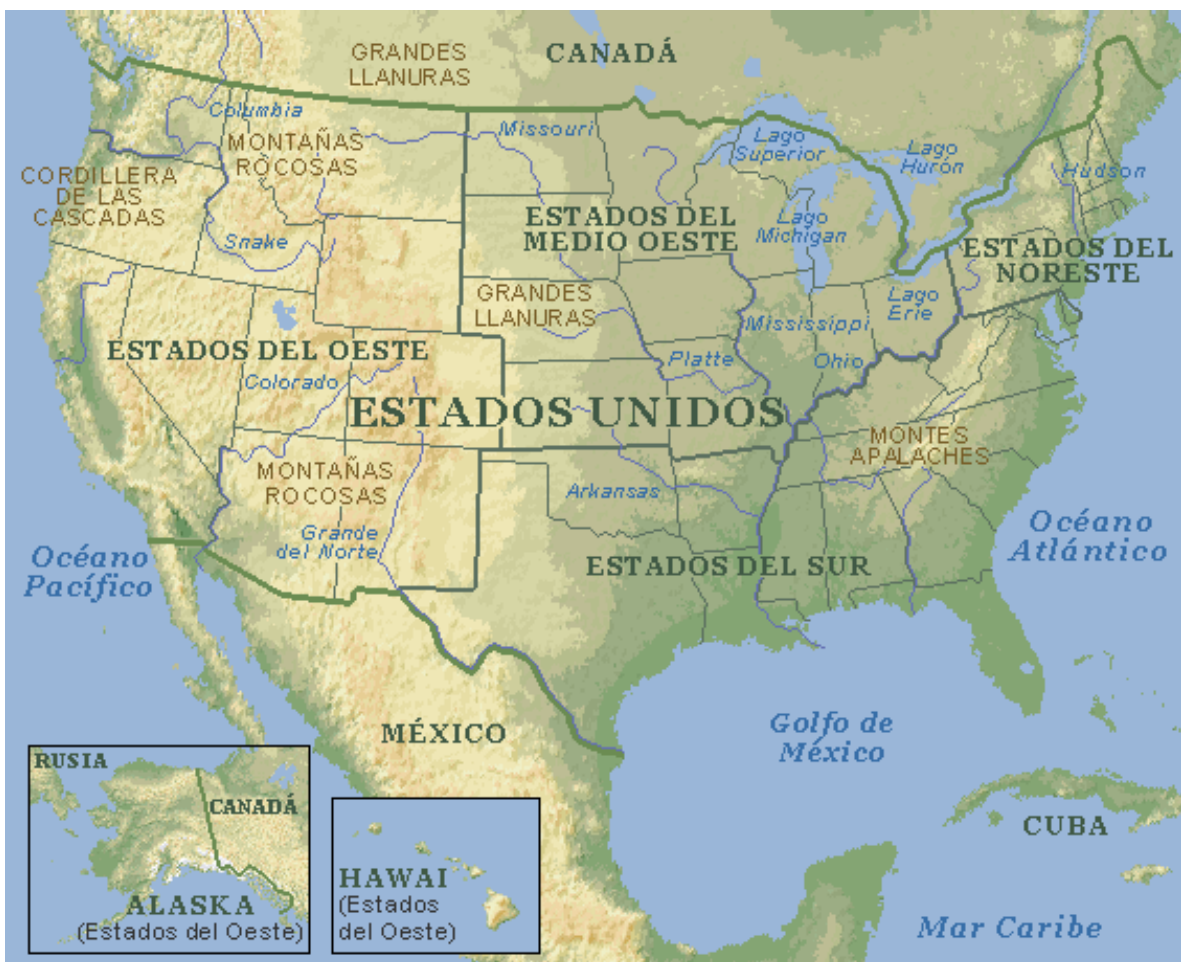 GRANDES
LLANURAS
CANADÁ
Columbia
MONTAÑAS
ROCOSAS
Missouri
Lago
Superior
Lago
Hurón
Hudson
CORDILLERA
DE LAS
CASCADAS
Snake
ESTADOS DEL
MEDIO OESTE
Lago
Michigan
ESTADOS DEL
NORESTE
GRANDES
LLANURAS
Lago
Erie
Mississippi
ESTADOS DEL OESTE
Colorado
Platte
Ohio
ESTADOS UNIDOS
MONTES
APALACHES
MONTAÑAS
ROCOSAS
Arkansas
Grande
del Norte
Océano
Pacífico
ESTADOS DEL SUR
Océano
Atlántico
MÉXICO
Golfo de
México
RUSIA
CANADÁ
ALASKA
(Estados del Oeste)
HAWAI
(Estados
del Oeste)
CUBA
Mar Caribe